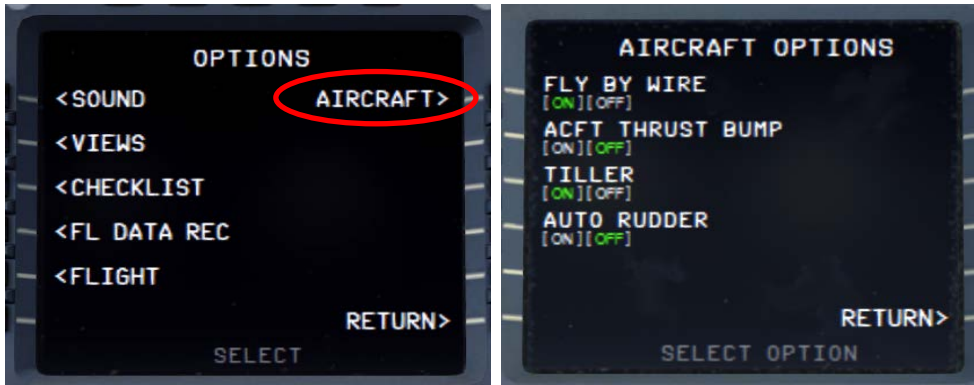 OPTIONS
<SOUND AIRCRAFT>
<VIEWS
<CHECKLIST
<FL DATA REC
<FLIGHT
RETURN>
SELECT
AIRCRAFT OPTIONS
FLY BY WIRE
[ON][OFF]
ACFT THRUST BUMP
[ON][OFF]
TILLER
[ON][OFF]
AUTO RUDDER
[ON][OFF]
RETURN>
SELECT OPTION